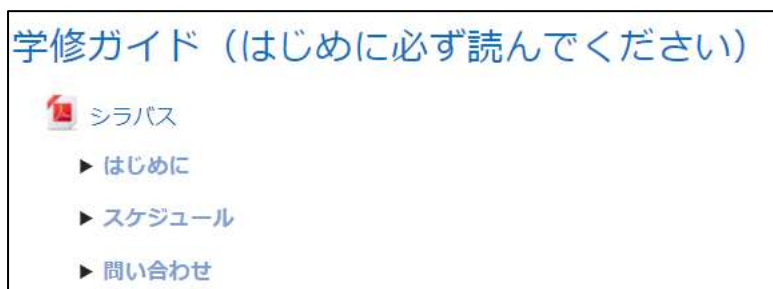 学修ガイド（はじめに必ず読んでください）
シラバス
▶ はじめに
▶ スケジュール
▶ 問い合わせ